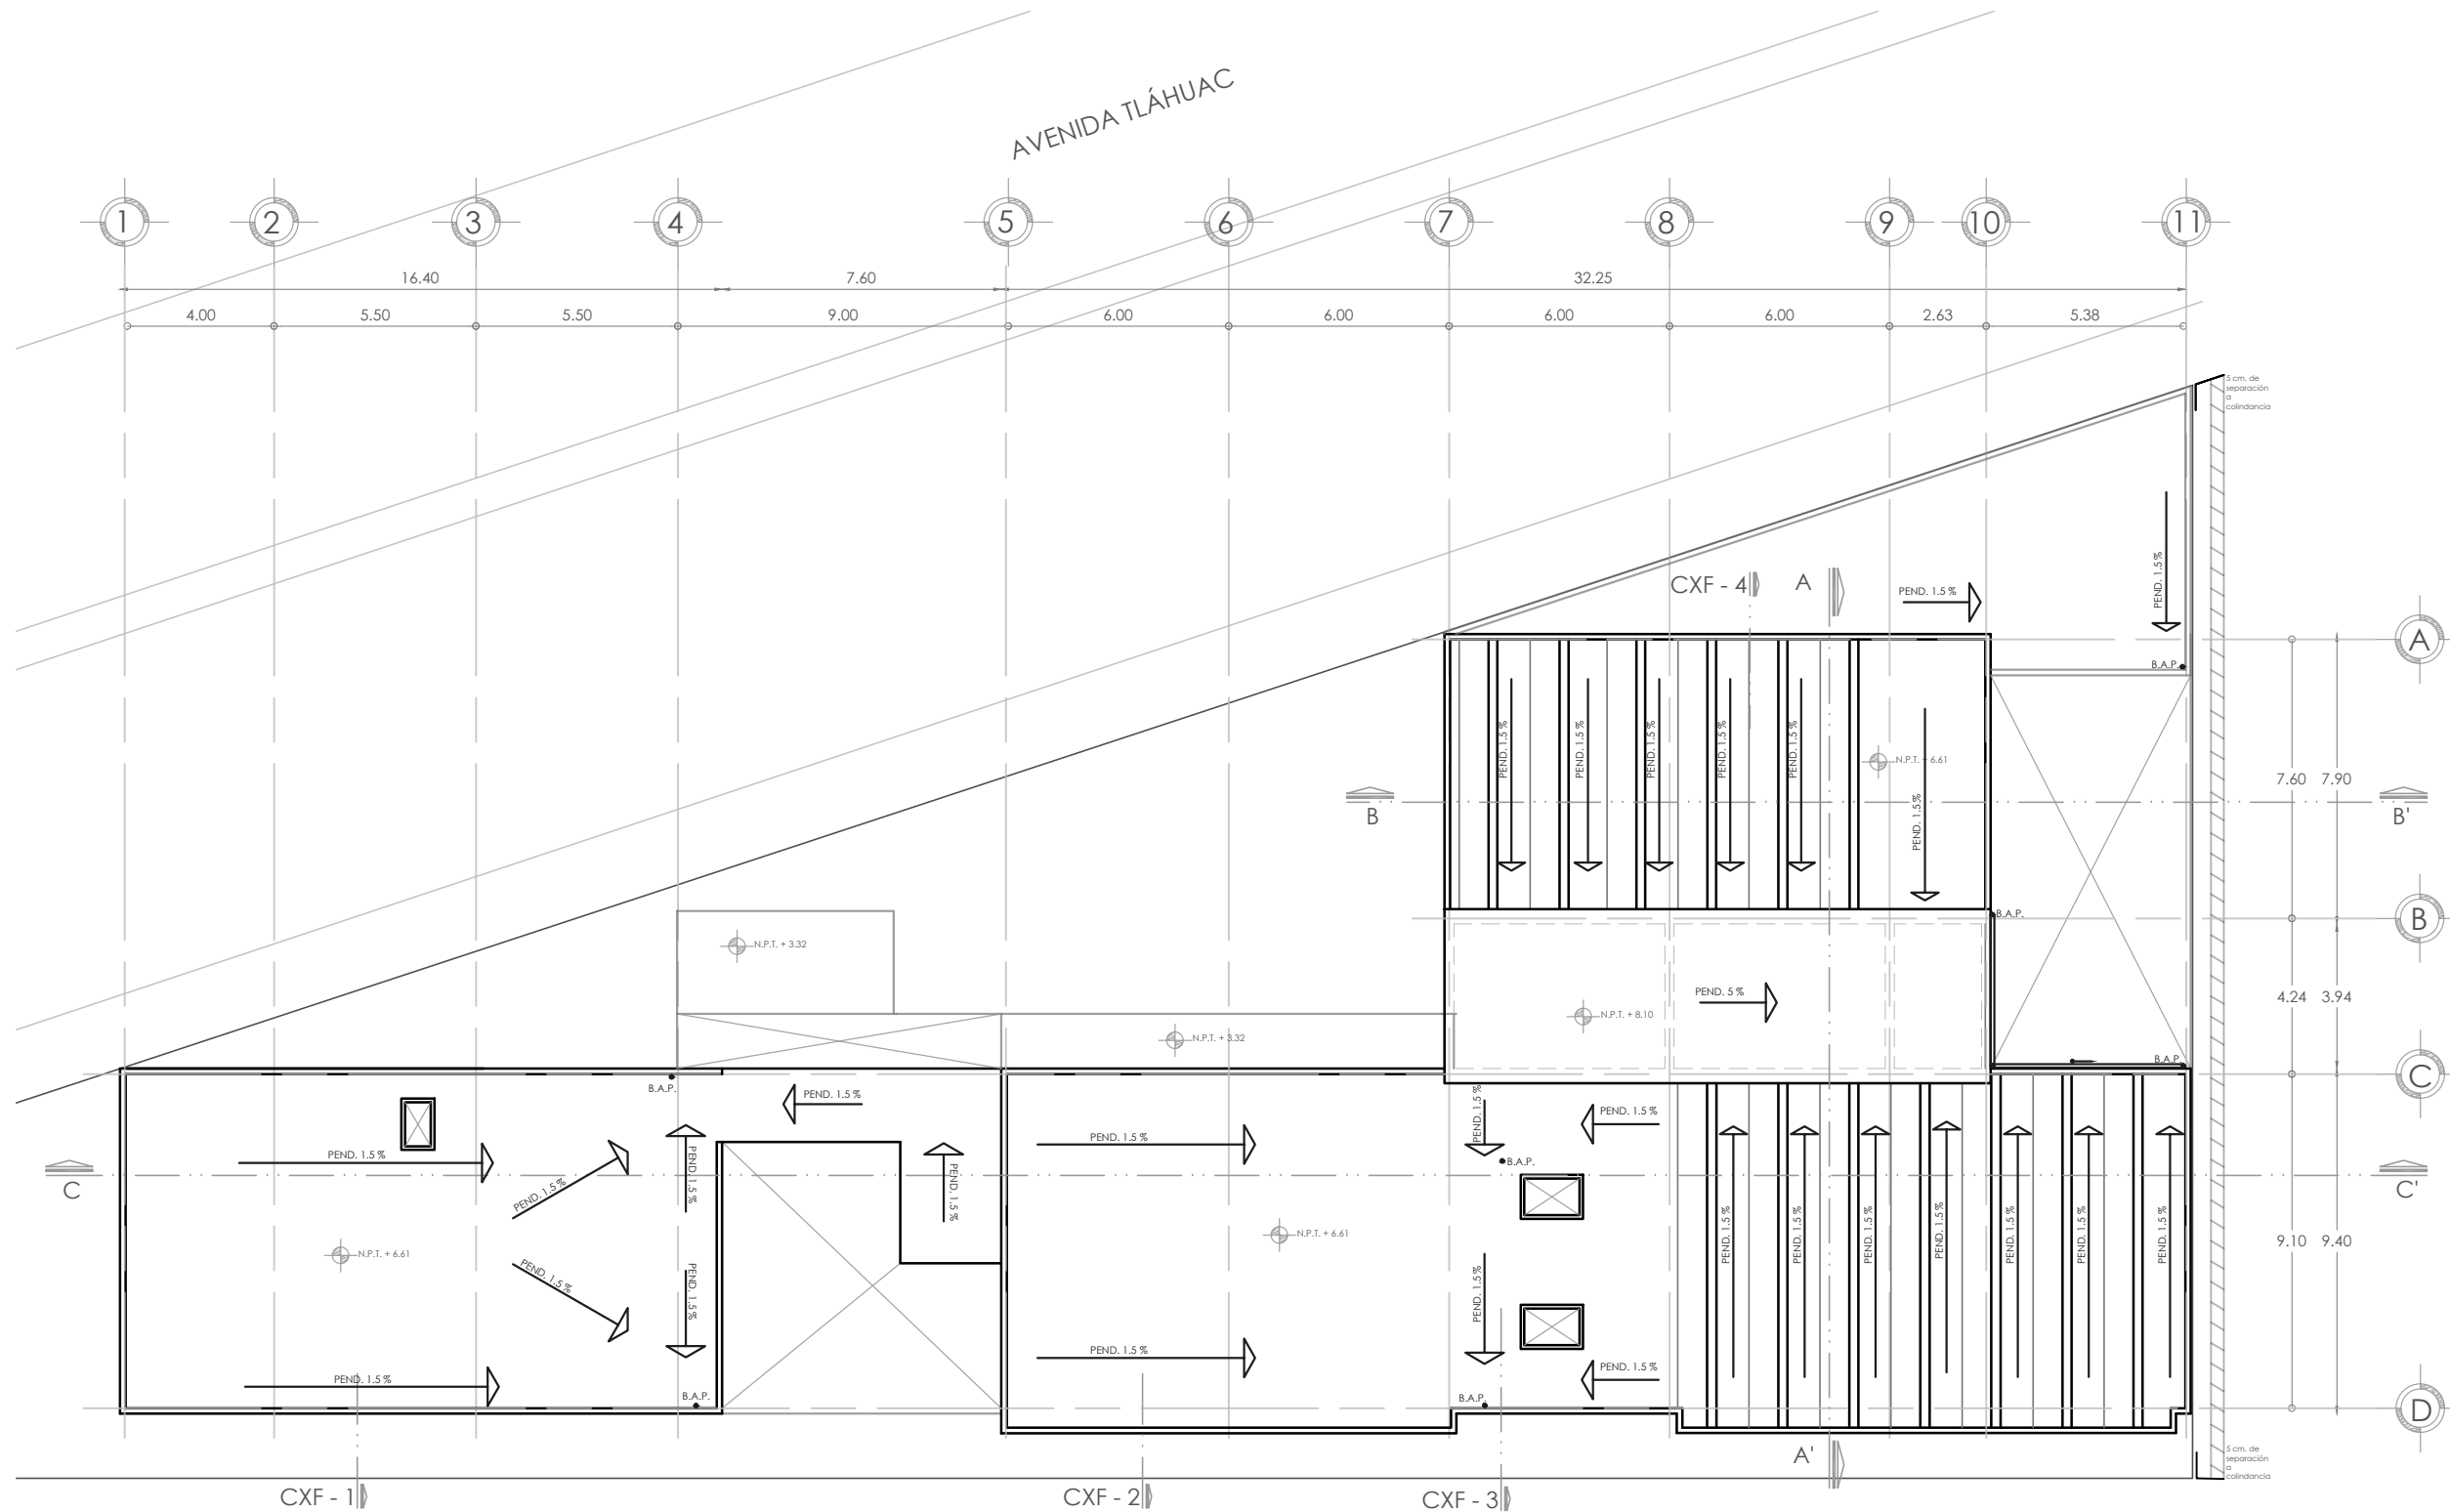 AVENIDA TLÁHUAC
1 2 3 4 5 6 7 8 9 10 11
16.40 7.60 32.25
4.00 5.50 5.50 9.00 6.00 6.00 6.00 6.00 2.63 5.38
5 cm. de
separación
a
colindancia
CXF - 4 A
PEND. 1.5 %
PEND. 1.5 %
A
B.A.P.
PEND. 1.5 %
PEND. 1.5 %
PEND. 1.5 %
PEND. 1.5 %
PEND. 1.5 %
N.P.T. + 6.61
PEND. 1.5 %
7.60 7.90
B B'
B.A.P.
B
N.P.T. + 3.32
PEND. 5 %
4.24 3.94
N.P.T. + 8.10
N.P.T. + 3.32
B.A.P.
C
B.A.P.
PEND. 1.5 %
PEND. 1.5 %
PEND. 1.5 %
PEND. 1.5 %
PEND. 1.5 %
PEND. 1.5 %
PEND. 1.5 %
B.A.P.
C C'
PEND. 1.5 %
PEND. 1.5 %
N.P.T. + 6.61
N.P.T. + 6.61
PEND. 1.5 %
PEND. 1.5 %
PEND. 1.5 %
PEND. 1.5 %
PEND. 1.5 %
PEND. 1.5 %
PEND. 1.5 %
PEND. 1.5 %
PEND. 1.5 %
PEND. 1.5 %
9.10 9.40
PEND. 1.5 %
PEND. 1.5 %
PEND. 1.5 %
B.A.P.
B.A.P.
D
A'
5 cm. de
separación
a
colindancia
CXF - 1 CXF - 2 CXF - 3